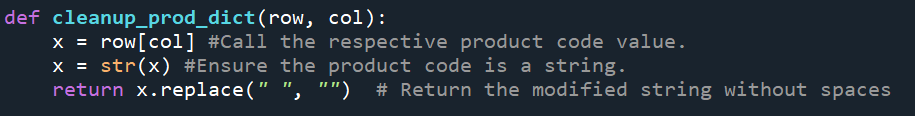 def cleanup_prod_dict(row, col):
    x = row[col] #Call the respective product code value.
    x = str(x) #Ensure the product code is a string.
    return x.replace(" ", "")  # Return the modified string without spaces